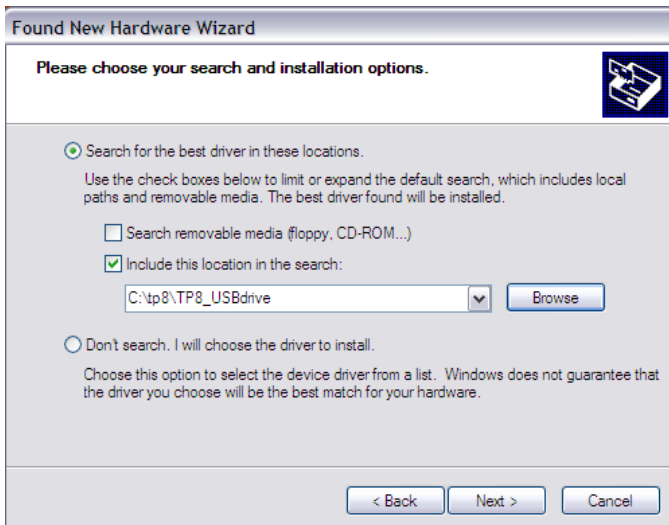 Found New Hardware Wizard
Please choose your search and installation options.
Search for the best driver in these locations.
Use the check boxes below to limit or expand the default search, which includes local
paths and removable media. The best driver found will be installed.
Search removable media (floppy, CD-ROM...)
Include this location in the search:
C:\tp8\TP8_USBdrive
Browse
Don't search. I will choose the driver to install.
Choose this option to select the device driver from a list. Windows does not guarantee that
the driver you choose will be the best match for your hardware.
< Back
Next >
Cancel